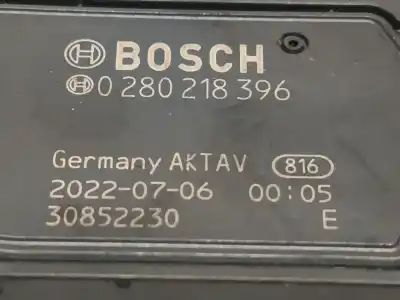 BOSCH
0 280 218 396
Germany AKTAV 816
2022-07-06 00:05
30852230 E